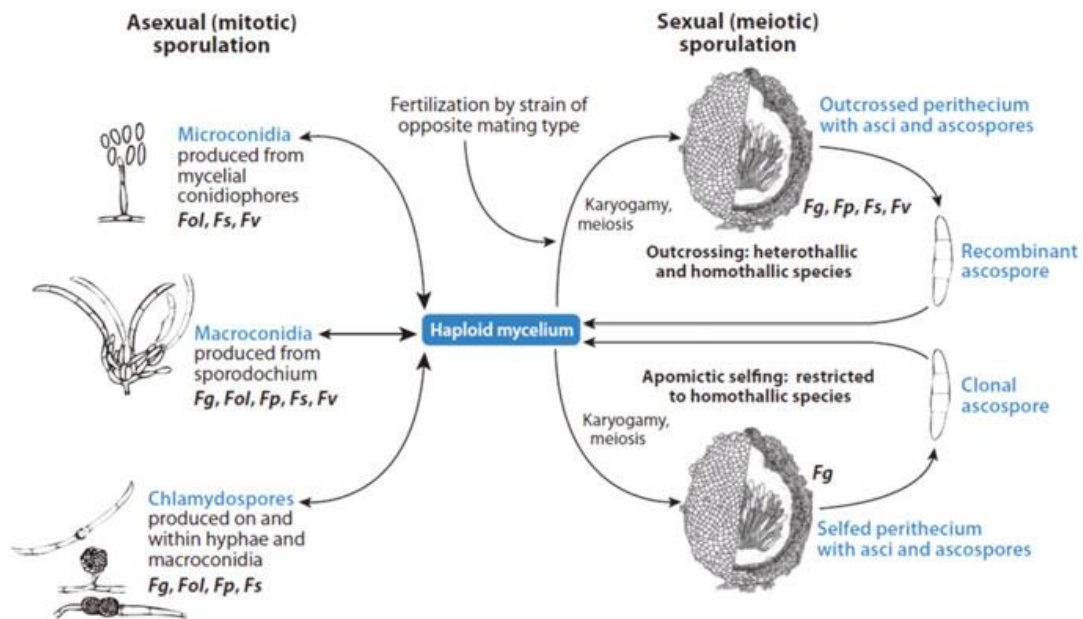 Asexual (mitotic)
sporulation
Microconidia
produced from
mycelial
conidiophores
Fol, Fs, Fv
Macroconidia
produced from
sporodochium
Fg, Fol, Fp, Fs, Fv
Chlamydospores
produced on and
within hyphae and
macroconidia
Fg, Fol, Fp, Fs
Haploid mycelium
Sexual (meiotic)
sporulation
Fertilization by strain of
opposite mating type
Karyogamy,
meiosis
Outcrossed perithecium
with asci and ascospores
Fg, Fp, Fs, Fv
Outcrossing: heterothallic
and homothallic species
Recombinant
ascospore
Apomictic selfing: restricted
to homothallic species
Clonal
ascospore
Karyogamy,
meiosis
Fg
Selfed perithecium
with asci and ascospores